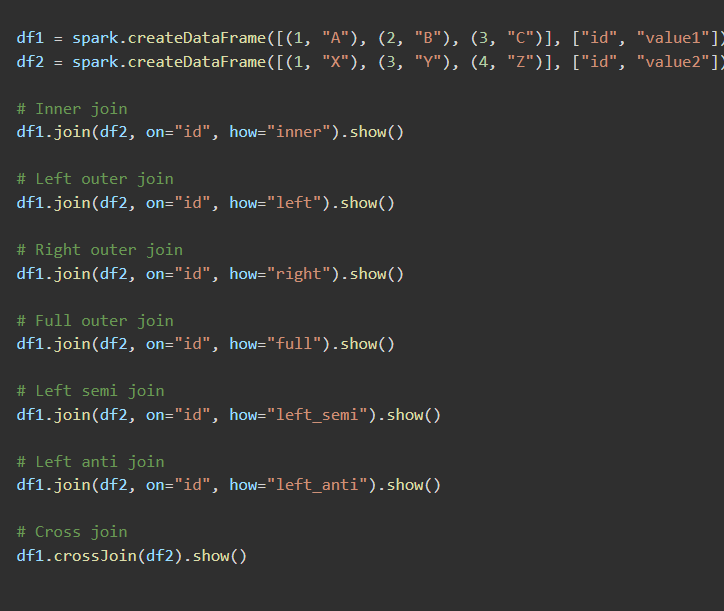 df1 = spark.createDataFrame([(1, "A"), (2, "B"), (3, "C")], ["id", "value1"])
df2 = spark.createDataFrame([(1, "X"), (3, "Y"), (4, "Z")], ["id", "value2"])
# Inner join
df1.join(df2, on="id", how="inner").show()
# Left outer join
df1.join(df2, on="id", how="left").show()
# Right outer join
df1.join(df2, on="id", how="right").show()
# Full outer join
df1.join(df2, on="id", how="full").show()
# Left semi join
df1.join(df2, on="id", how="left_semi").show()
# Left anti join
df1.join(df2, on="id", how="left_anti").show()
# Cross join
df1.crossJoin(df2).show()